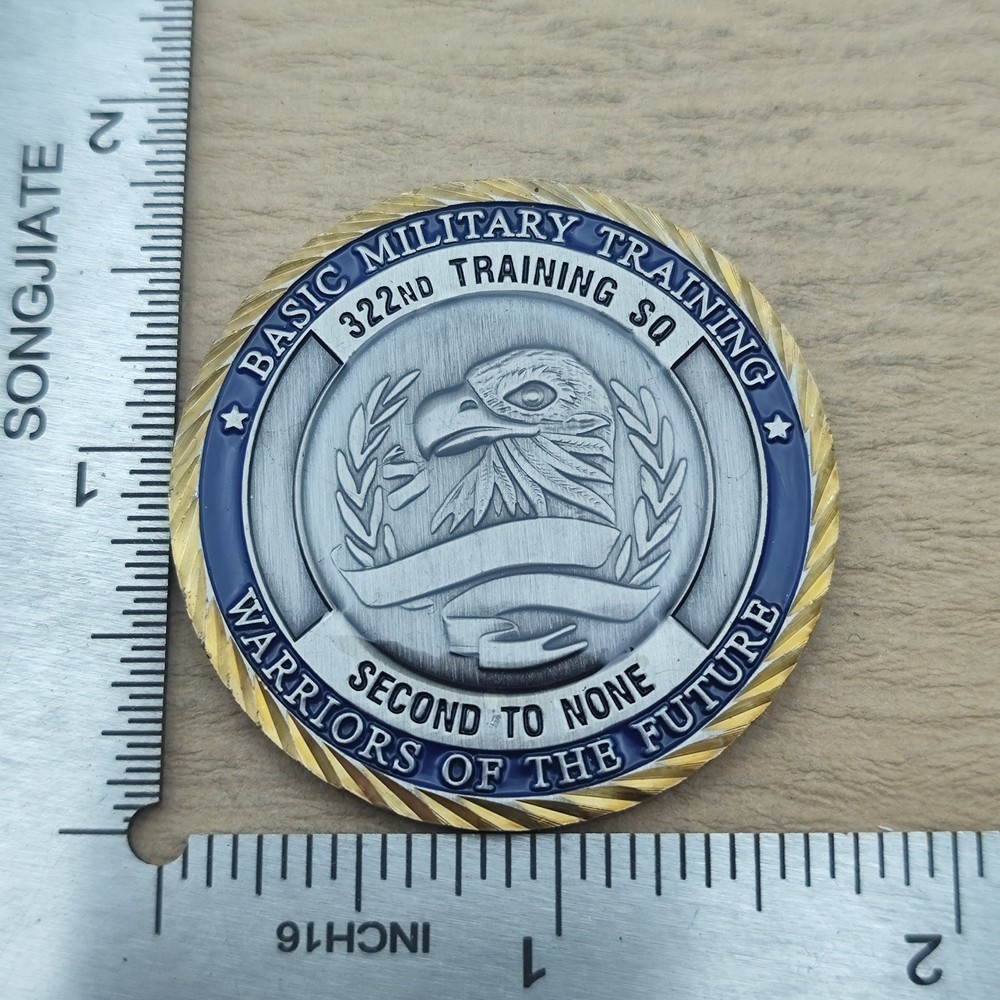 BASIC MILITARY TRAINING
322ND TRAINING SQ
SECOND TO NONE
WARRIORS OF THE FUTURE
SONGJIATE
2
1
INCH16
1
2